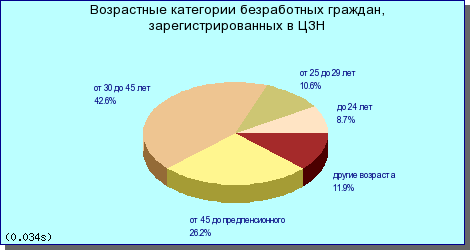 Возрастные категории безработных граждан,
зарегистрированных в ЦЗН
от 25 до 29 лет
10.6%
от 30 до 45 лет
42.6%
до 24 лет
8.7%
другие возраста
11.9%
от 45 до предпенсионного
26.2%
(0.034s)